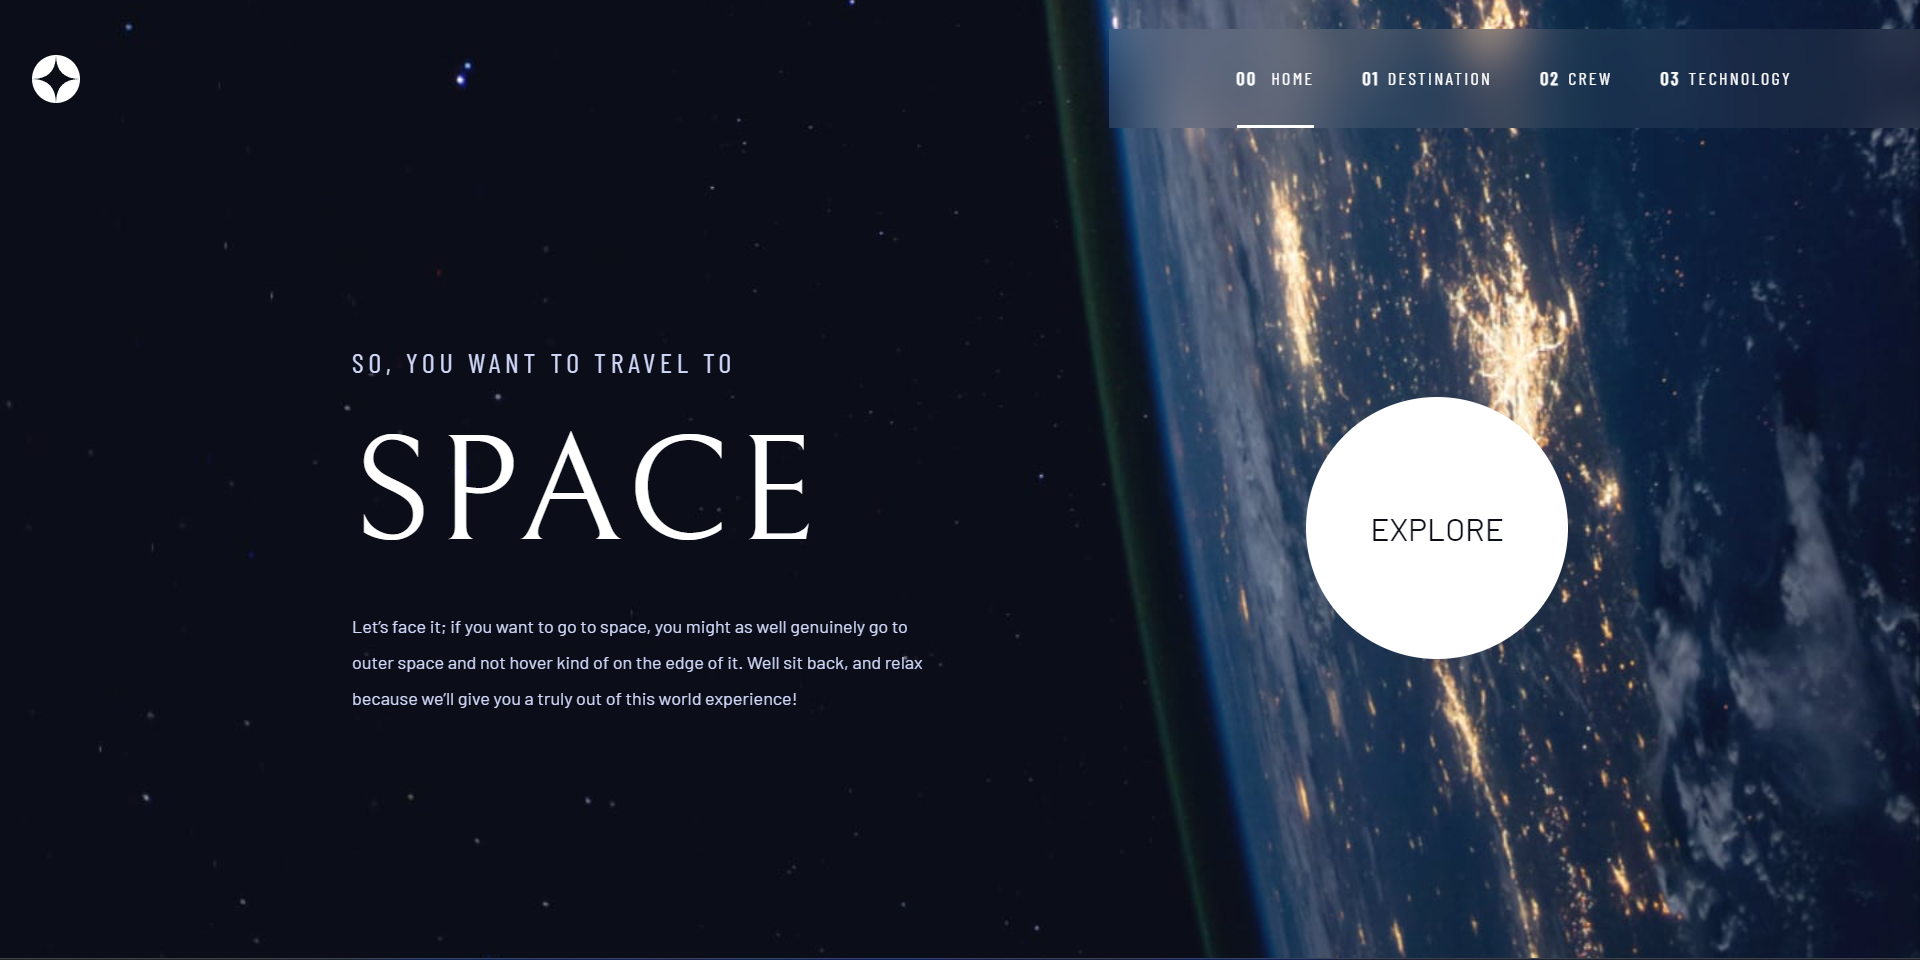 00 HOME 01 DESTINATION 02 CREW 03 TECHNOLOGY
SO, YOU WANT TO TRAVEL TO
SPACE
Let’s face it; if you want to go to space, you might as well genuinely go to
outer space and not hover kind of on the edge of it. Well sit back, and relax
because we’ll give you a truly out of this world experience!
EXPLORE